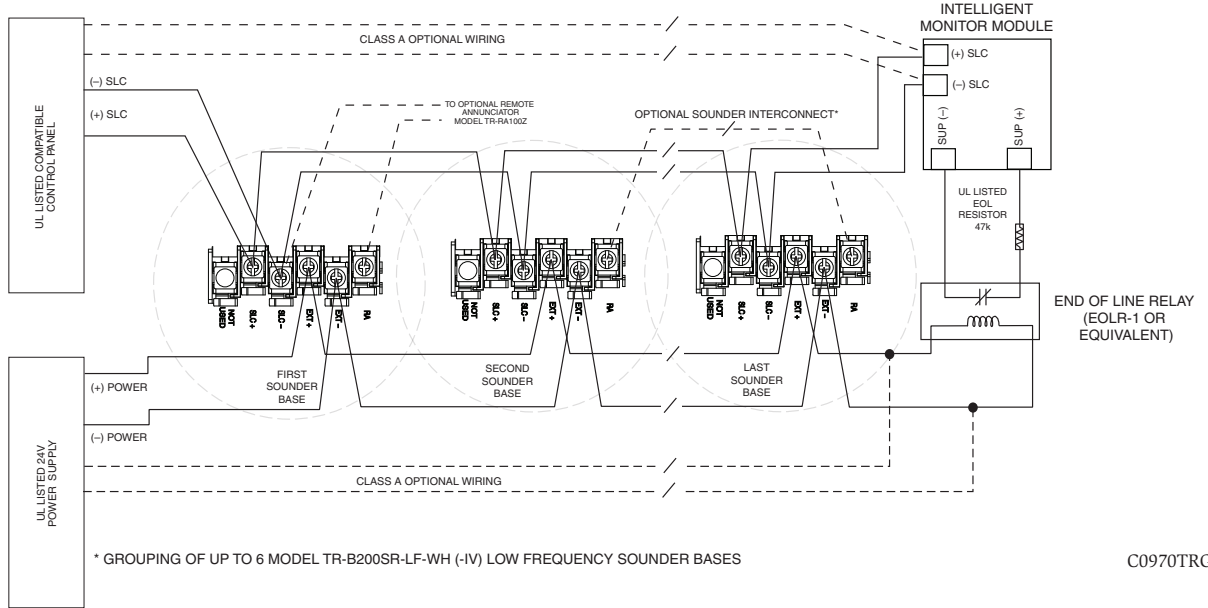 INTELLIGENT
MONITOR MODULE
CLASS A OPTIONAL WIRING
(+) SLC
(–) SLC
(–) SLC
(+) SLC
UL LISTED COMPATIBLE
CONTROL PANEL
TO OPTIONAL REMOTE
ANNUNCIATOR
MODEL TR-RA100Z
OPTIONAL SOUNDER INTERCONNECT*
SUP (–)
SUP (+)
UL LISTED
EOL
RESISTOR
47k
NOT
USED
SLC +
SLC -
EXT +
EXT -
RA
NOT
USED
SLC +
SLC -
EXT +
EXT -
RA
NOT
USED
SLC +
SLC -
EXT +
EXT -
RA
END OF LINE RELAY
(EOLR-1 OR
EQUIVALENT)
FIRST
SOUNDER
BASE
SECOND
SOUNDER
BASE
LAST
SOUNDER
BASE
(+) POWER
(–) POWER
UL LISTED 24V
POWER SUPPLY
CLASS A OPTIONAL WIRING
* GROUPING OF UP TO 6 MODEL TR-B200SR-LF-WH (-IV) LOW FREQUENCY SOUNDER BASES